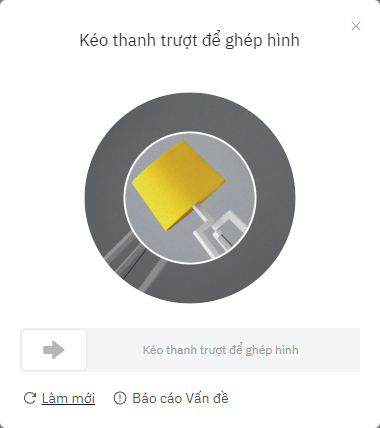 Kéo thanh trượt để ghép hình
Kéo thanh trượt để ghép hình
Làm mới
Báo cáo Vấn đề